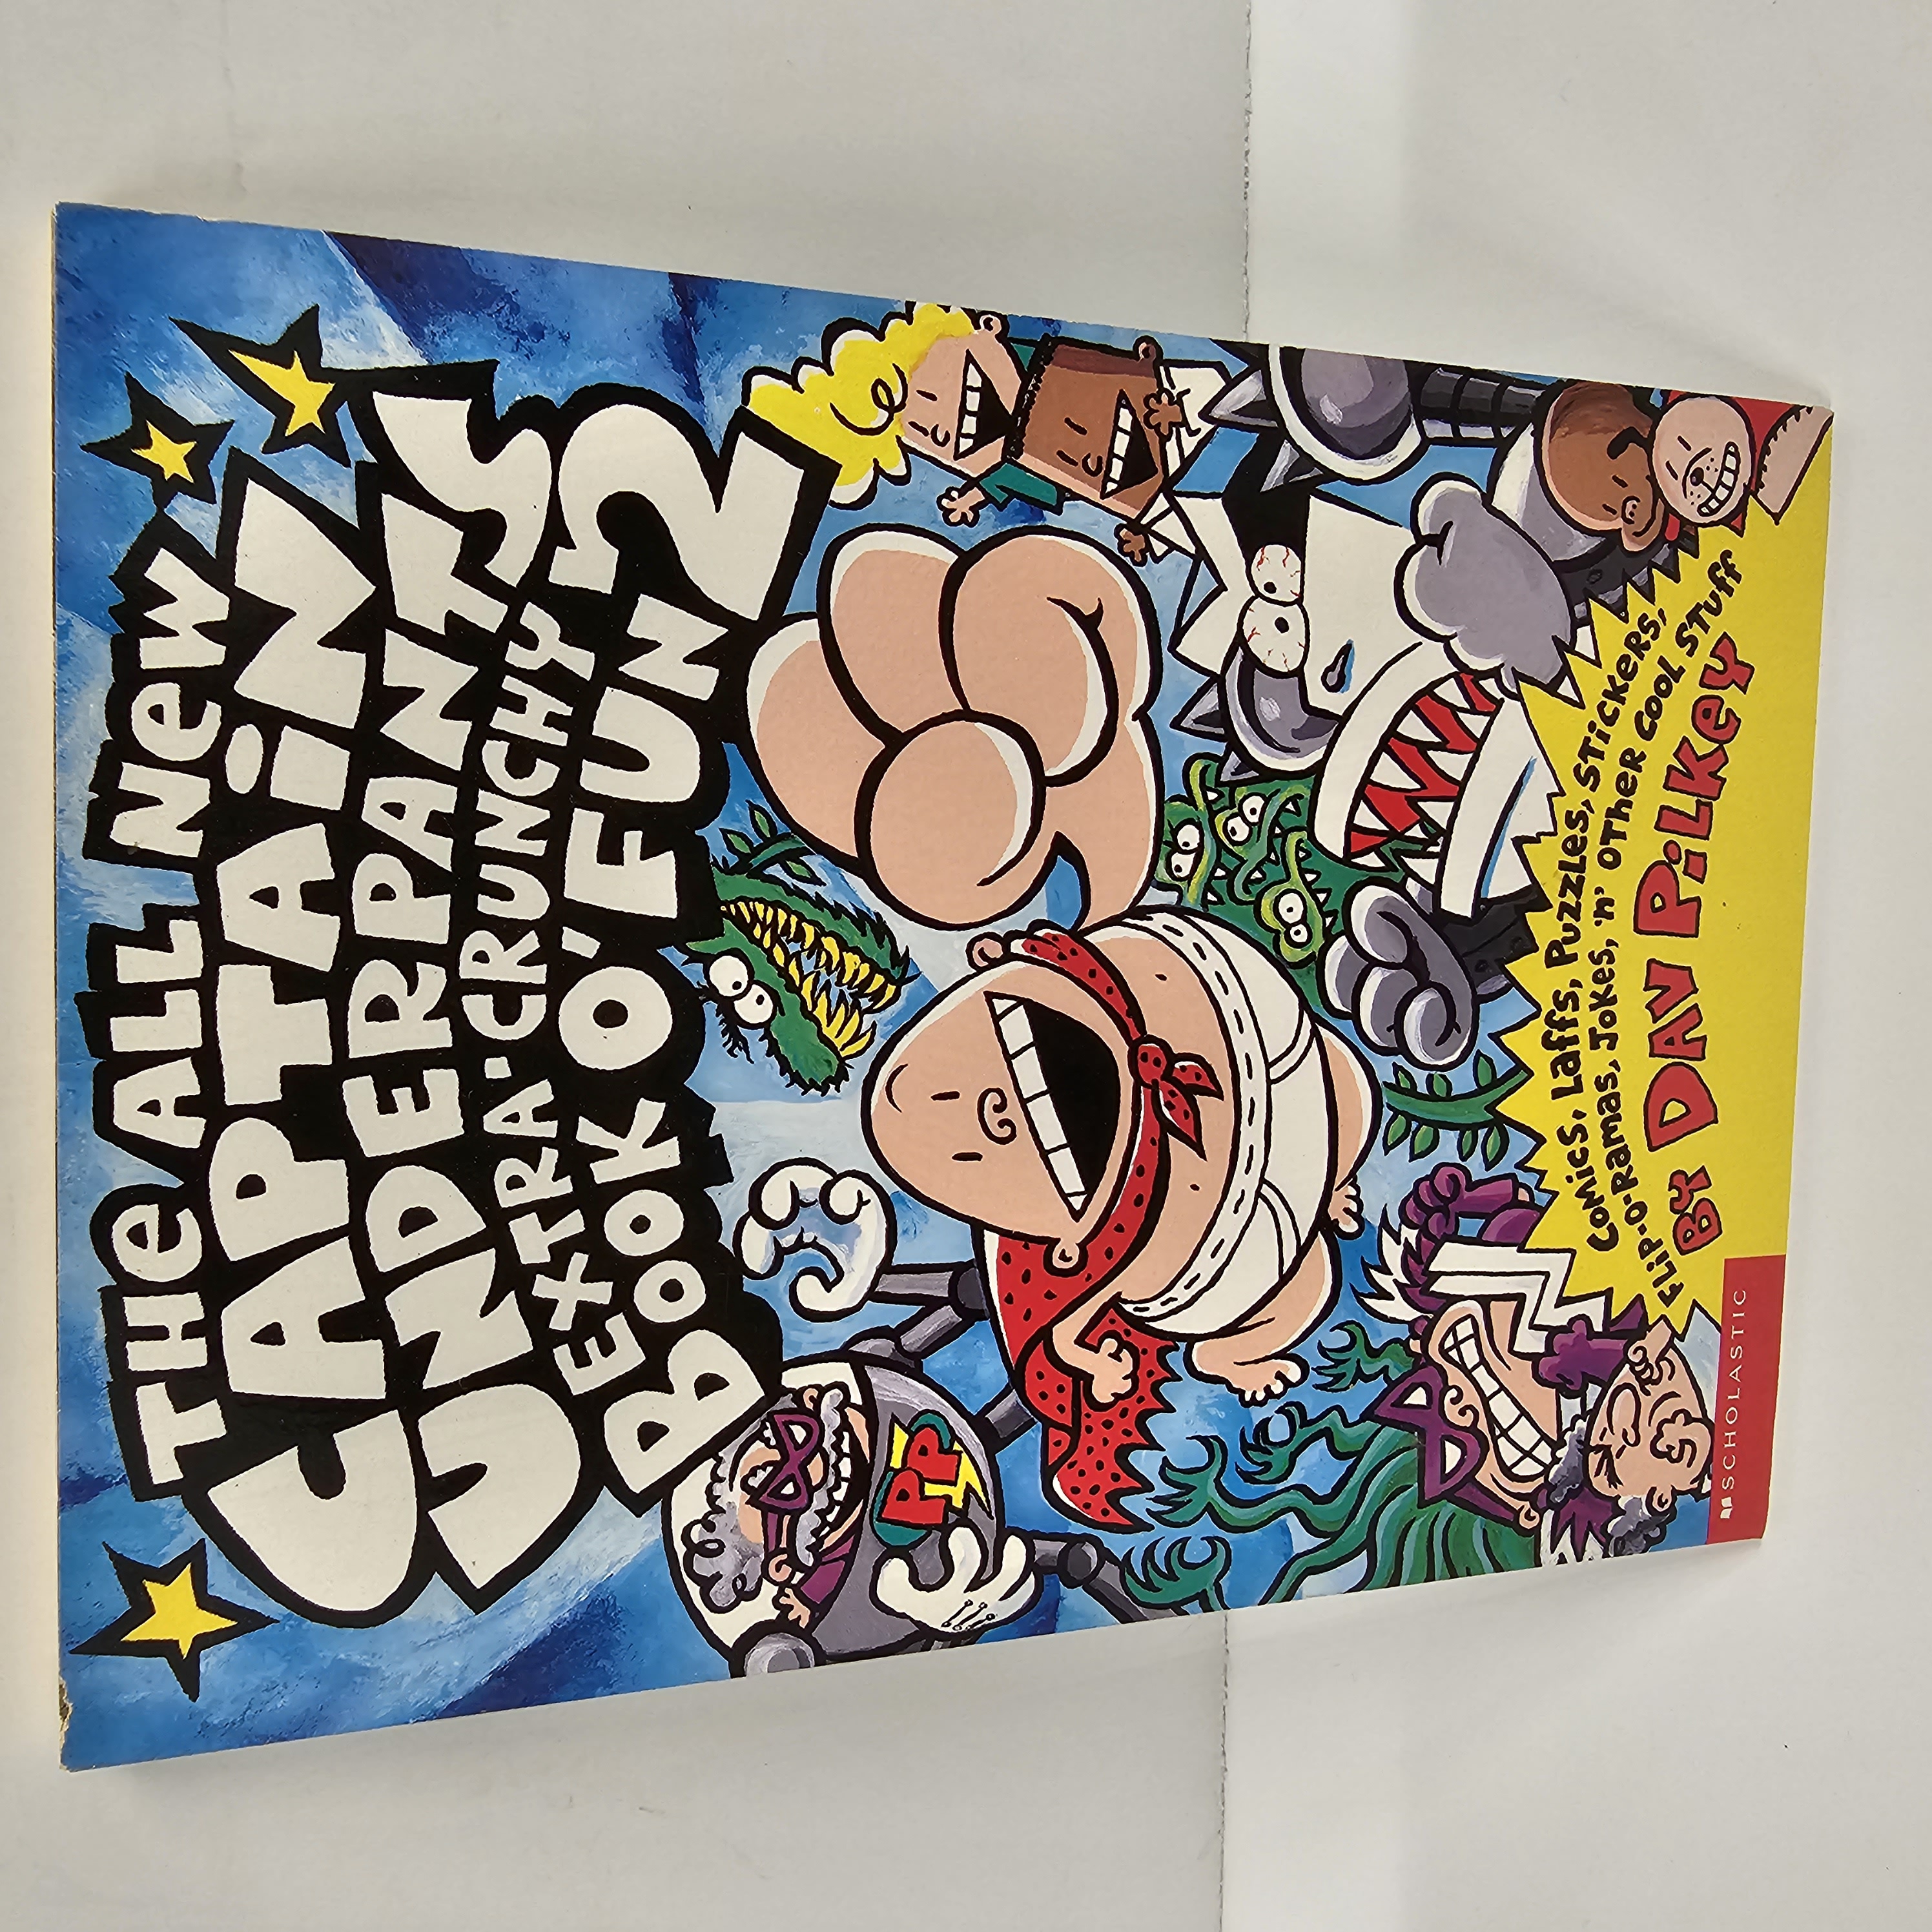 THe ALL New
CAPTAiN
UNDERPANTS
EXTRA-CRUNCHY
BOOK O' FUN 2
PP
Comics, Laffs, Puzzles, Stickers,
Flip-O-Ramas, Jokes, 'n' Other Cool Stuff
By Dav Pilkey
SCHOLASTIC